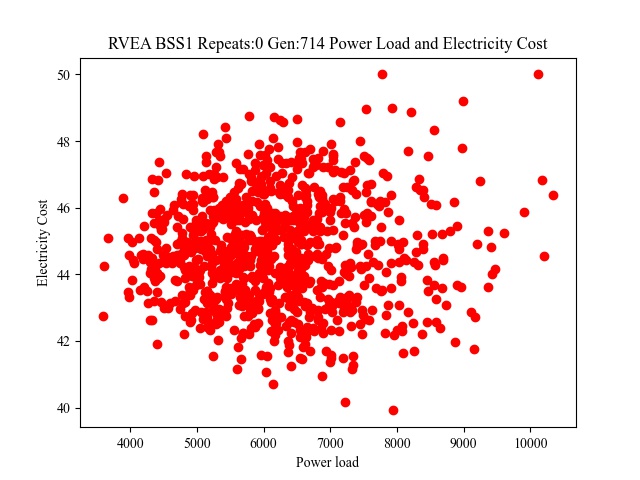 RVEA BSS1 Repeats:0 Gen:714 Power Load and Electricity Cost
50
48
46
44
42
40
Electricity Cost
4000 5000 6000 7000 8000 9000 10000
Power load